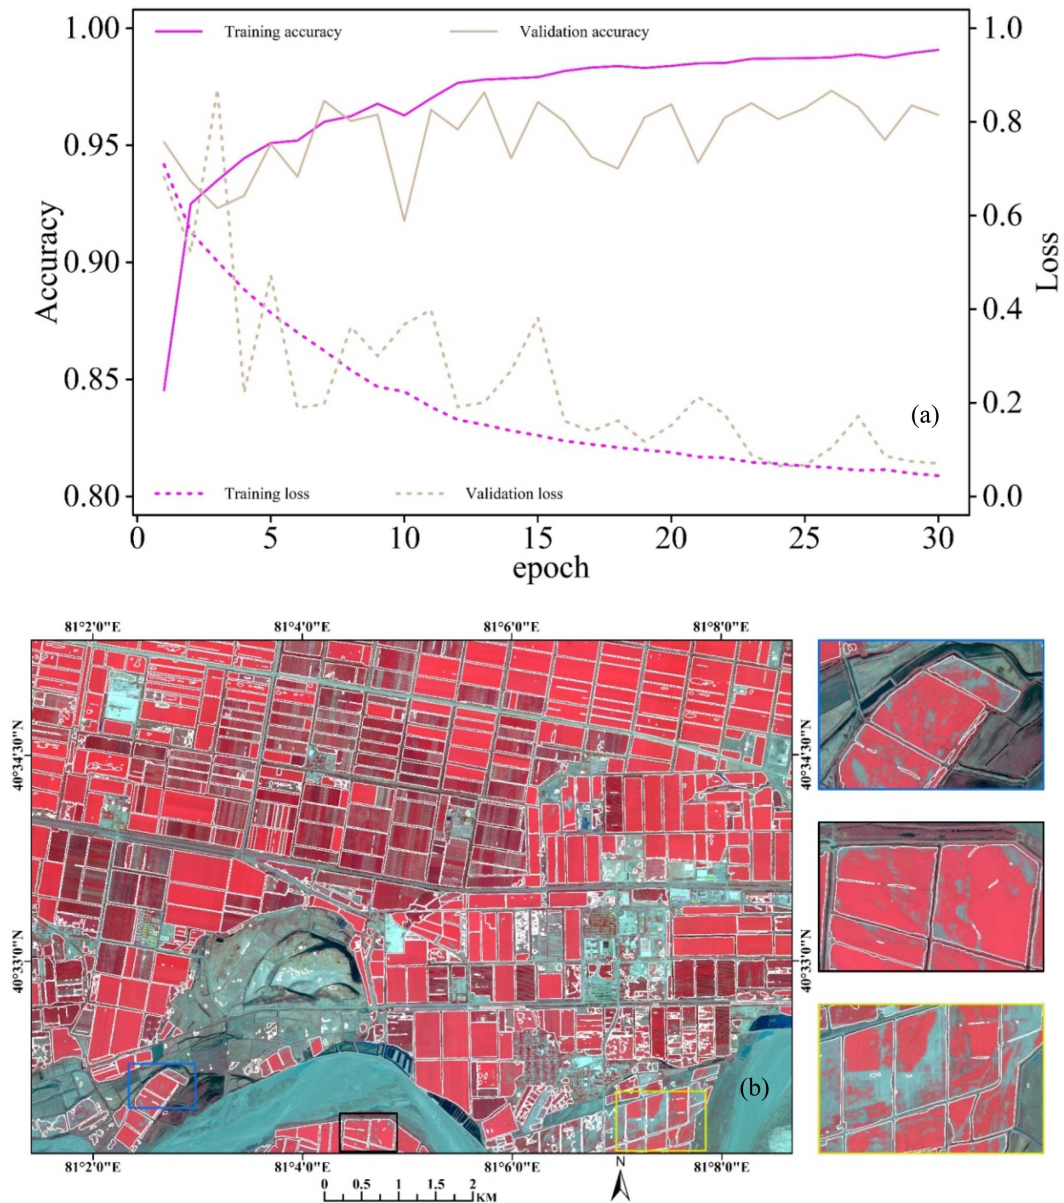 Training accuracy
Validation accuracy
1.00
0.95
0.90
0.85
0.80
Accuracy
1.0
0.8
0.6
0.4
0.2
0.0
Loss
(a)
Training loss
Validation loss
0 5 10 15 20 25 30
epoch
81°2'0"E 81°4'0"E 81°6'0"E 81°8'0"E
40°34'30"N
40°34'30"N
40°33'0"N
40°33'0"N
(b)
81°2'0"E 81°4'0"E 81°6'0"E 81°8'0"E
N
0 0.5 1 1.5 2
KM